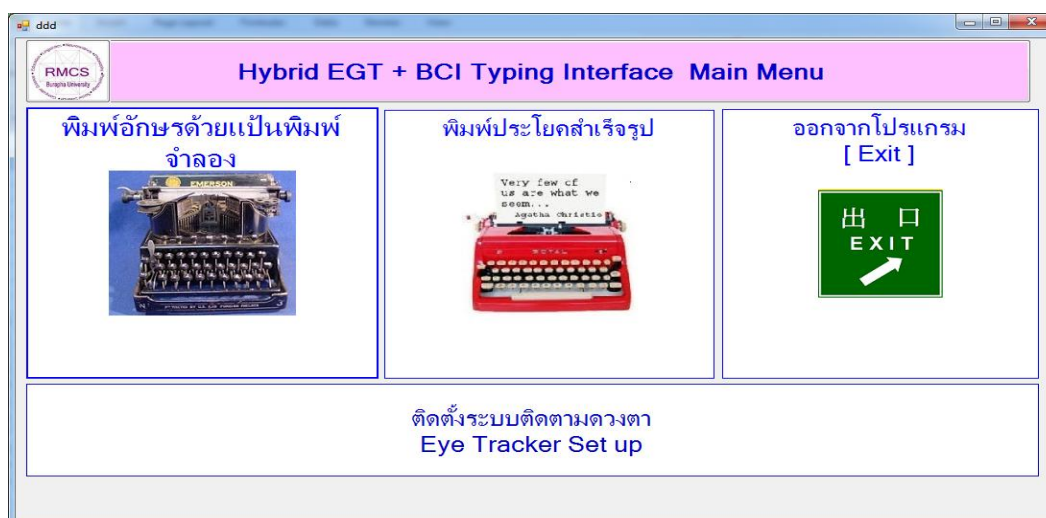 ddd
RMCS
Burapha University
Hybrid EGT + BCI Typing Interface Main Menu
พิมพ์อักษรด้วยแป้นพิมพ์
จำลอง
EMERSON
พิมพ์ประโยคสำเร็จรูป
Very few of
us are what we
seem...
Agatha Christie
ROYAL
ออกจากโปรแกรม
[ Exit ]
出 口
EXIT
ติดตั้งระบบติดตามดวงตา
Eye Tracker Set up